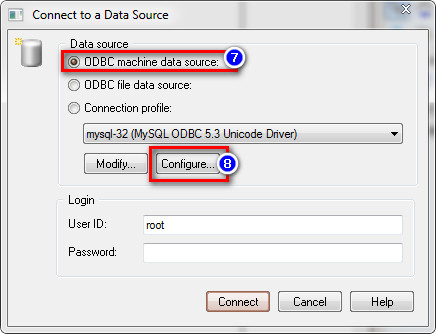 Connect to a Data Source
Data source
ODBC machine data source: 7
ODBC file data source:
Connection profile:
mysql-32 (MySQL ODBC 5.3 Unicode Driver)
Modify... Configure... 8
Login
User ID: root
Password:
Connect Cancel Help